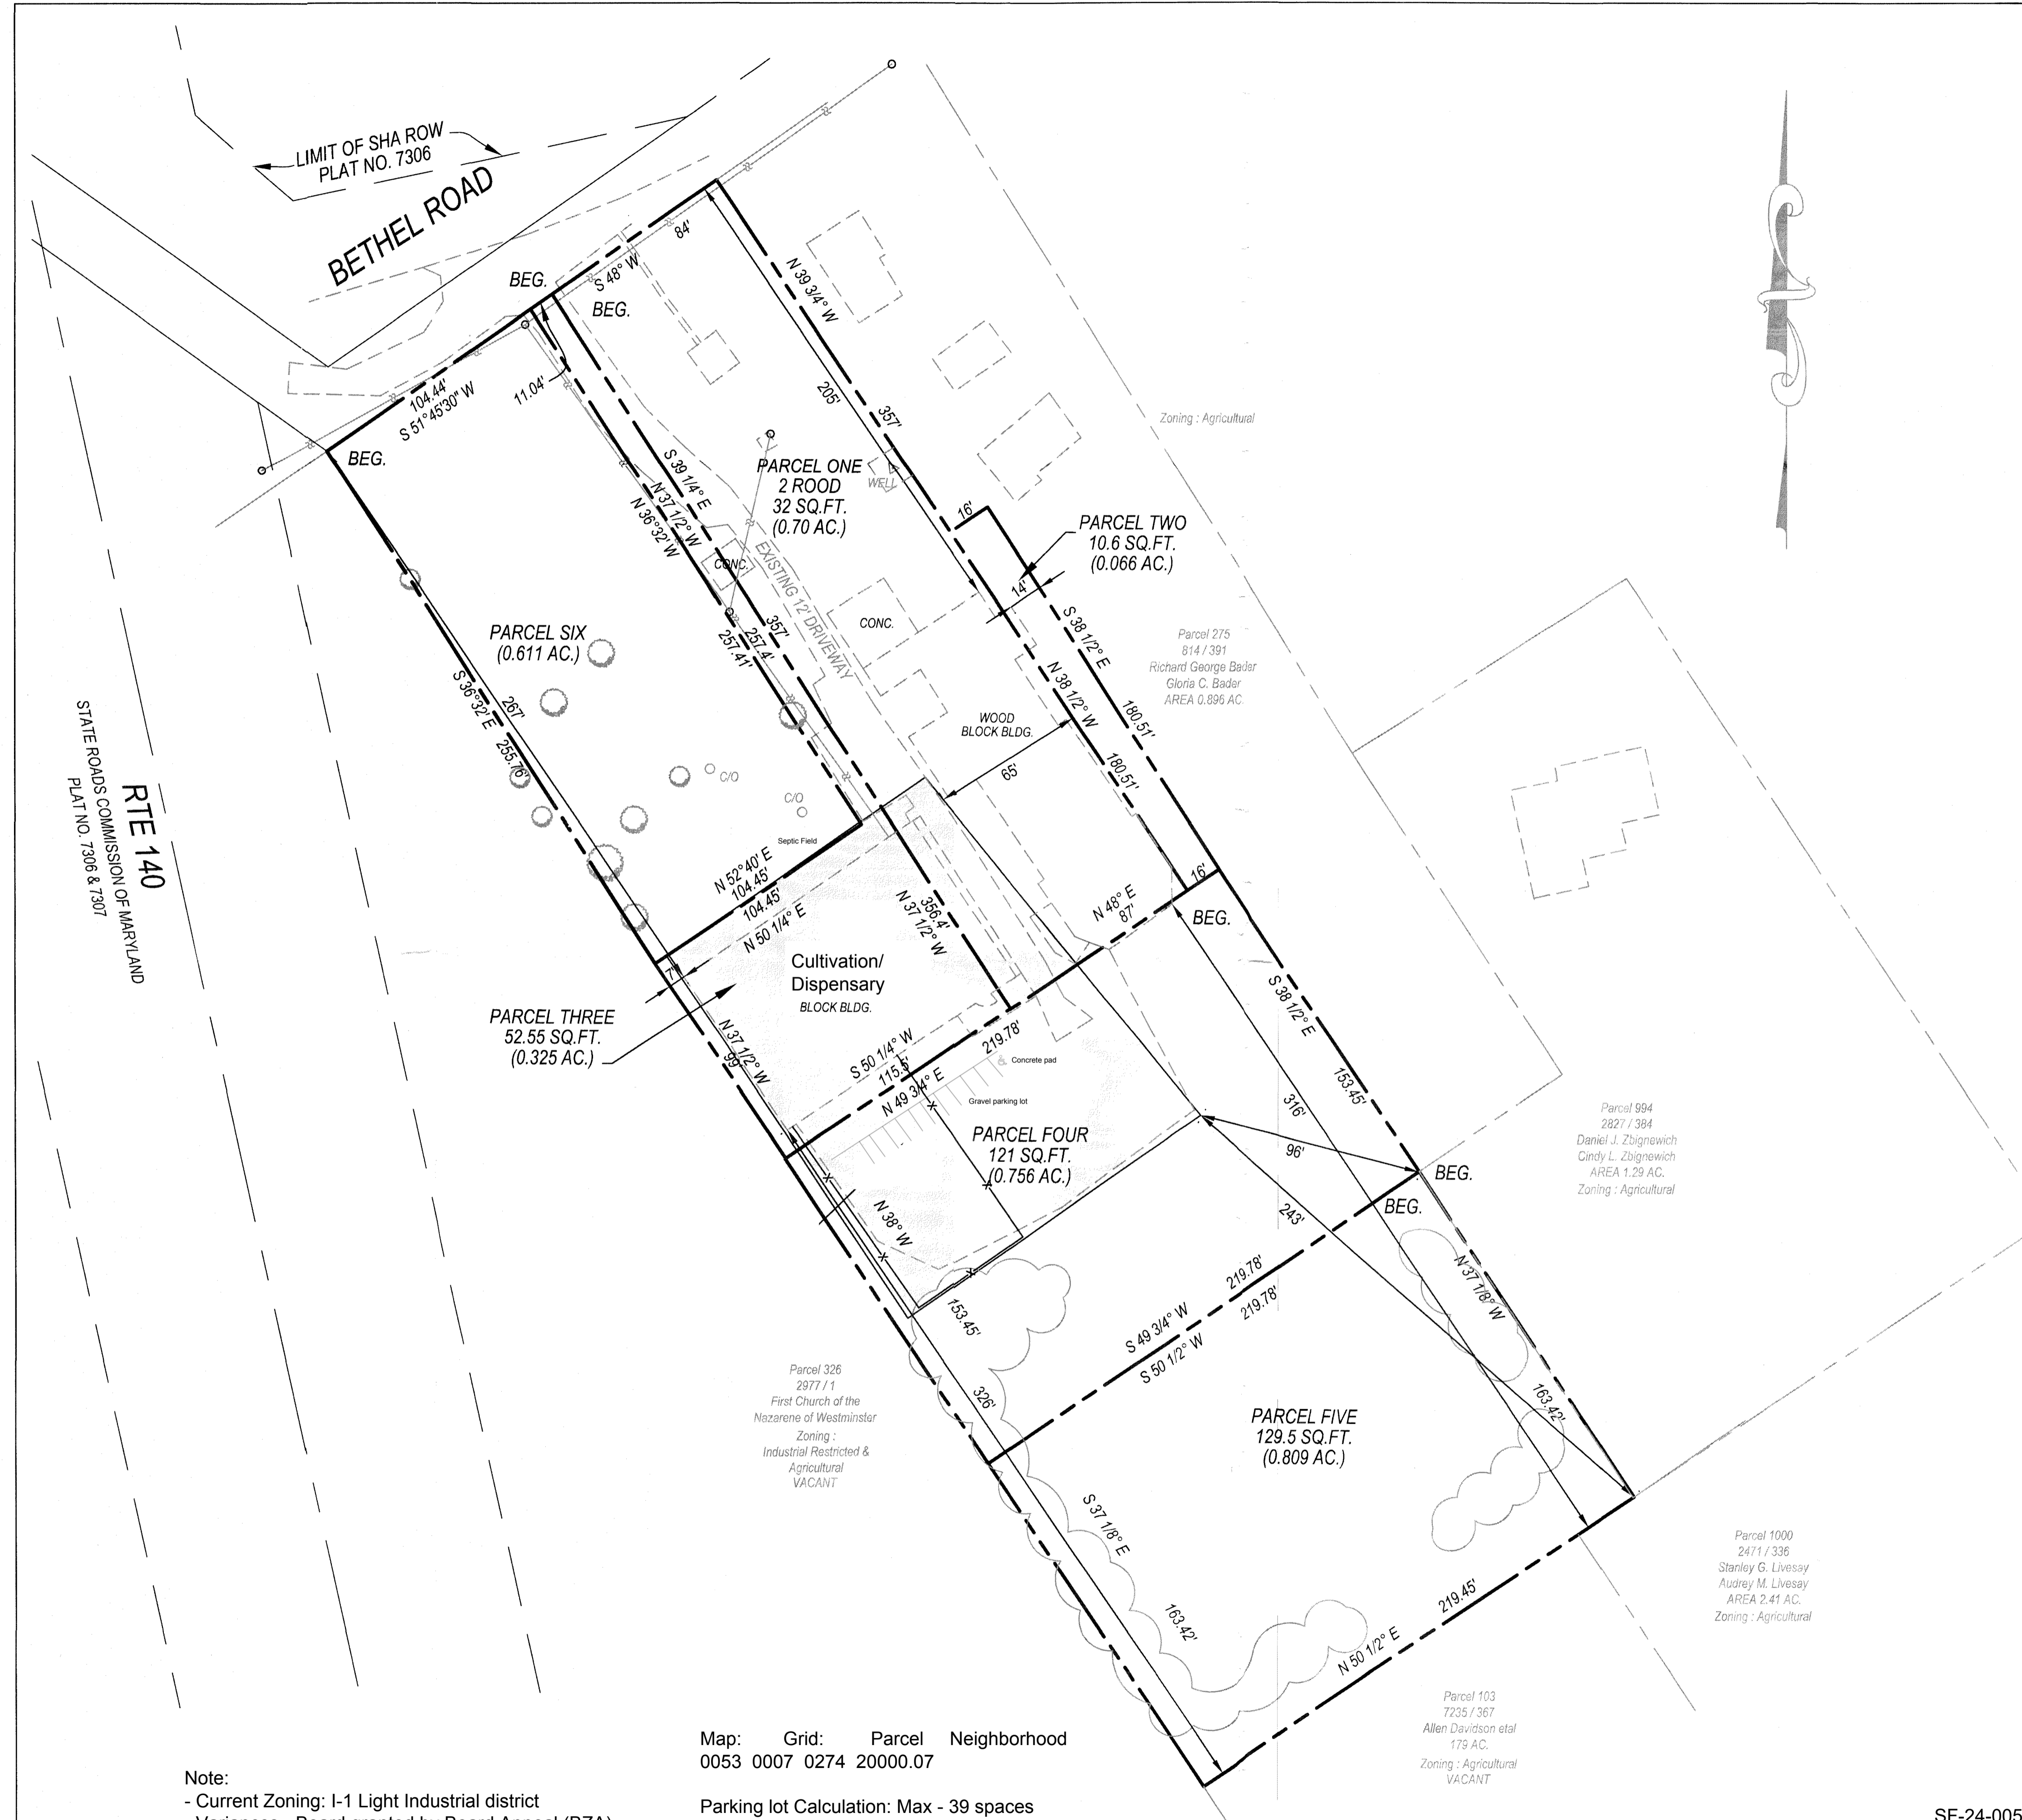 LIMIT OF SHA ROW
PLAT NO. 7306
BETHEL ROAD
BEG.
BEG.
84'
S 48° W
104.44'
S 51°45'30" W
11.04'
BEG.
N 39 3/4° W
205'
357'
Zoning : Agricultural
S 39 1/4° E
N 37 1/2° W
N 36°32' W
PARCEL ONE
2 ROOD
32 SQ.FT.
(0.70 AC.)
WELL
16'
PARCEL TWO
10.6 SQ.FT.
(0.066 AC.)
14'
CONC.
EXISTING 12' DRIVEWAY
CONC.
357'
257.4'
257.41'
PARCEL SIX
(0.611 AC.)
S 38 1/2° E
180.51'
N 38 1/2° W
180.51'
Parcel 275
814 / 391
Richard George Bader
Gloria C. Bader
AREA 0.896 AC.
WOOD
BLOCK BLDG.
65'
267'
S 36°32' E
255.76'
C/O
C/O
Septic Field
RTE 140
STATE ROADS COMMISSION OF MARYLAND
PLAT NO. 7306 & 7307
N 52°40' E
104.45'
104.45'
N 50 1/4° E
356.4'
N 37 1/2° W
N 48° E
87'
16'
BEG.
7'
Cultivation/
Dispensary
BLOCK BLDG.
PARCEL THREE
52.55 SQ.FT.
(0.325 AC.)
N 37 1/2° W
99'
S 50 1/4° W
115.5'
219.78'
N 49 3/4° E
Concrete pad
Gravel parking lot
S 38 1/2° E
153.45'
316'
96'
243'
PARCEL FOUR
121 SQ.FT.
(0.756 AC.)
N 38° W
153.45'
BEG.
BEG.
Parcel 994
2827 / 384
Daniel J. Zbignewich
Cindy L. Zbignewich
AREA 1.29 AC.
Zoning : Agricultural
219.78'
S 49 3/4° W
219.78'
S 50 1/2° W
N 37 1/8° W
163.42'
Parcel 326
2977 / 1
First Church of the
Nazarene of Westminster
Zoning :
Industrial Restricted &
Agricultural
VACANT
326'
PARCEL FIVE
129.5 SQ.FT.
(0.809 AC.)
S 37 1/8° E
163.42'
219.45'
N 50 1/2° E
Parcel 1000
2471 / 336
Stanley G. Livesay
Audrey M. Livesay
AREA 2.41 AC.
Zoning : Agricultural
Parcel 103
7235 / 367
Allen Davidson etal
179 AC.
Zoning : Agricultural
VACANT
Map: Grid: Parcel Neighborhood
0053 0007 0274 20000.07
Note:
- Current Zoning: I-1 Light Industrial district
- Variances - Board granted by Board Appeal (BZA)
Parking lot Calculation: Max - 39 spaces
SF-24-005